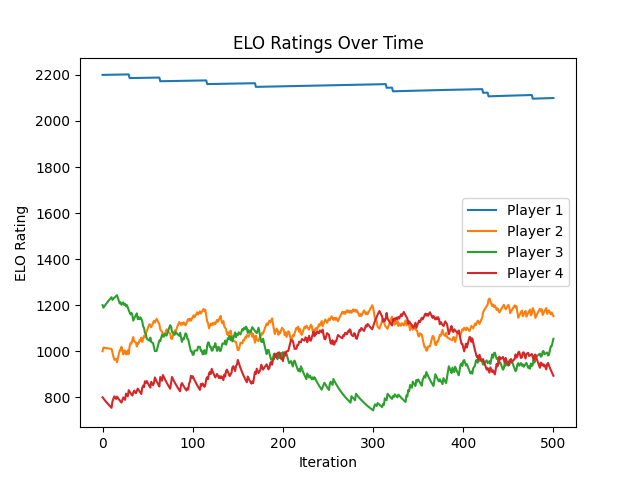 ELO Ratings Over Time
2200
2000
1800
1600
1400
1200
1000
800
ELO Rating
Player 1
Player 2
Player 3
Player 4
0
100
200
300
400
500
Iteration